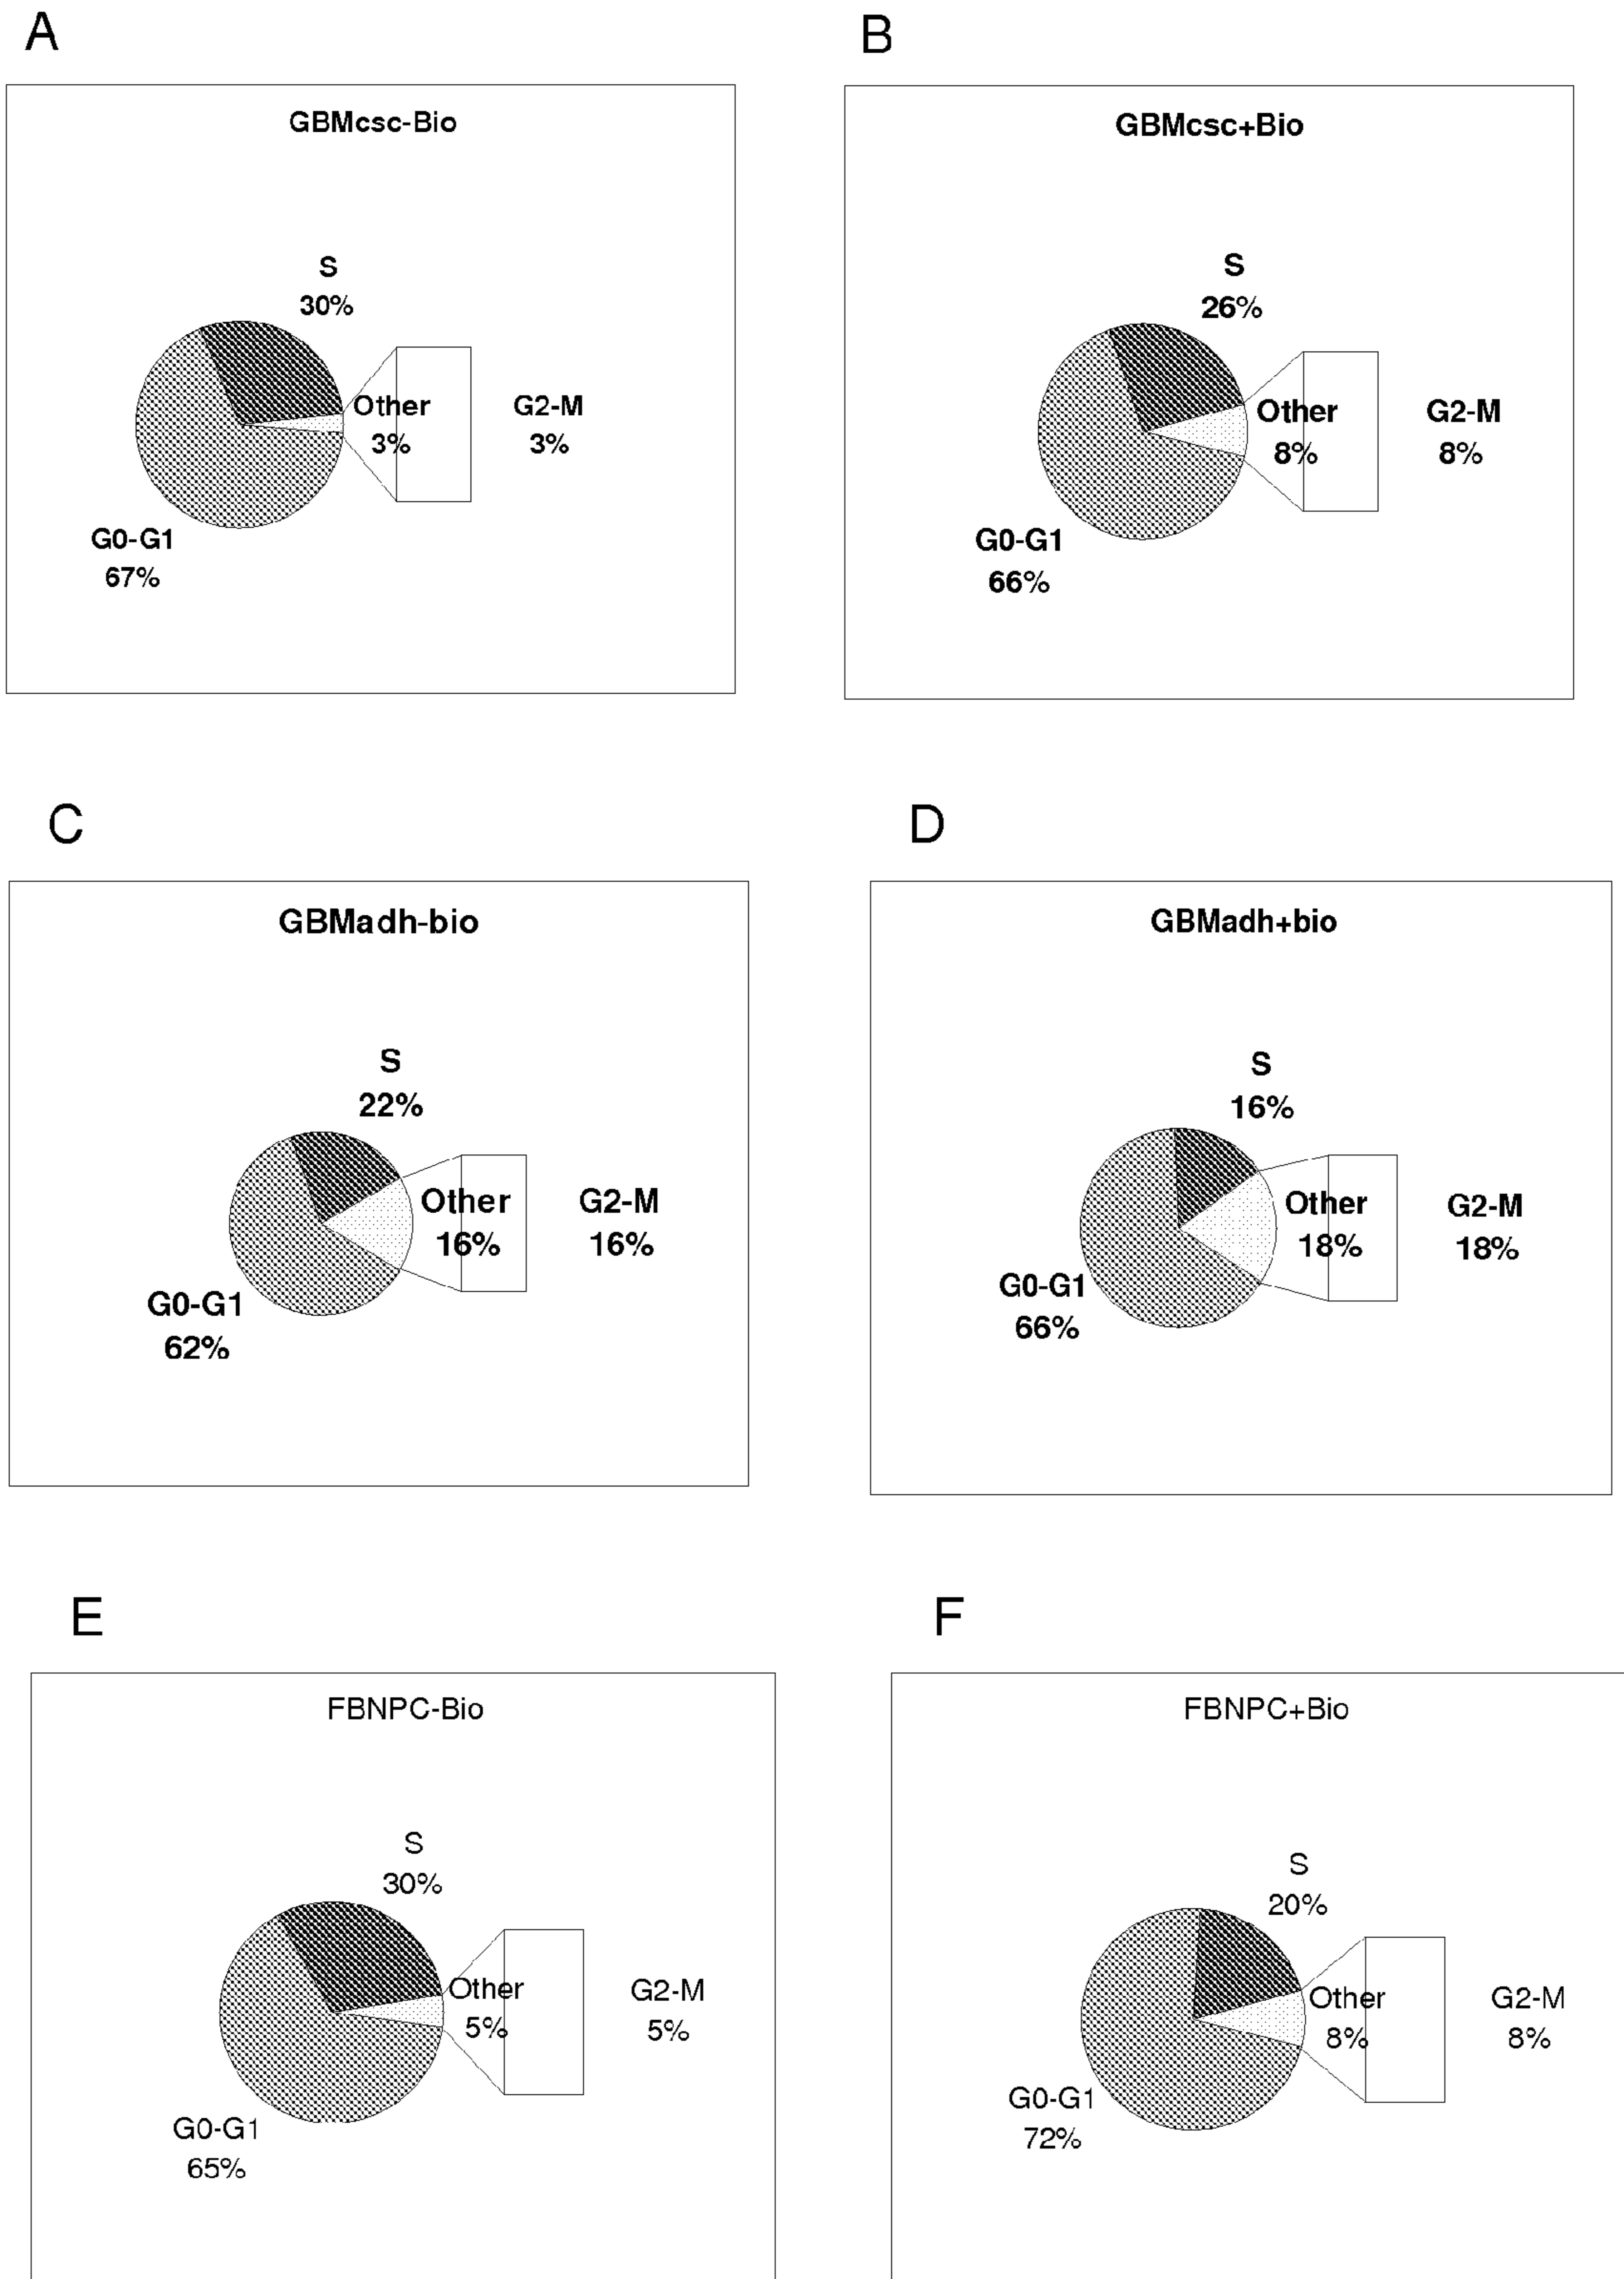 A
GBMcsc-Bio
S
30%
Other
3%
G2-M
3%
G0-G1
67%
B
GBMcsc+Bio
S
26%
Other
8%
G2-M
8%
G0-G1
66%
C
GBMadh-bio
S
22%
Other
16%
G2-M
16%
G0-G1
62%
D
GBMadh+bio
S
16%
Other
18%
G2-M
18%
G0-G1
66%
E
FBNPC-Bio
S
30%
Other
5%
G2-M
5%
G0-G1
65%
F
FBNPC+Bio
S
20%
Other
8%
G2-M
8%
G0-G1
72%